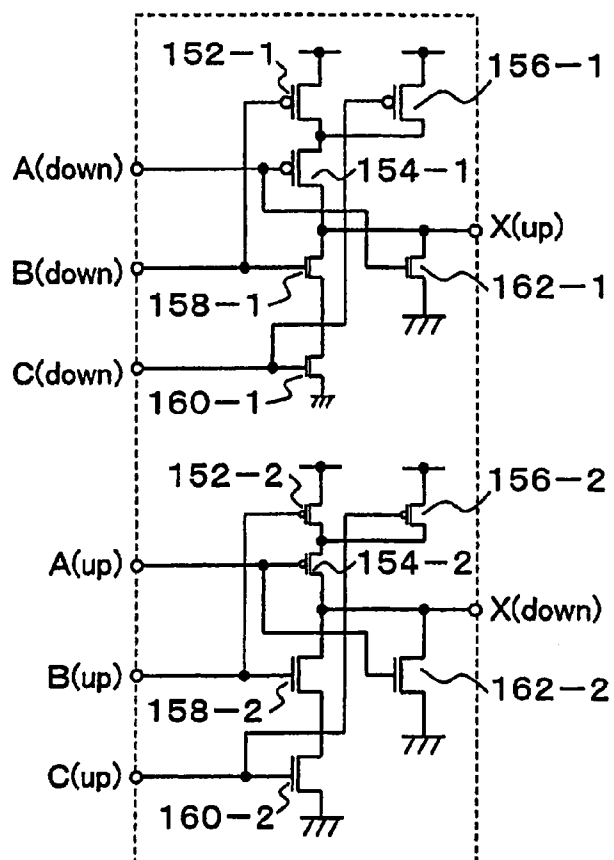 152-1
156-1
A(down)
154-1
X(up)
B(down)
158-1
162-1
C(down)
160-1
152-2
156-2
A(up)
154-2
X(down)
B(up)
158-2
162-2
C(up)
160-2